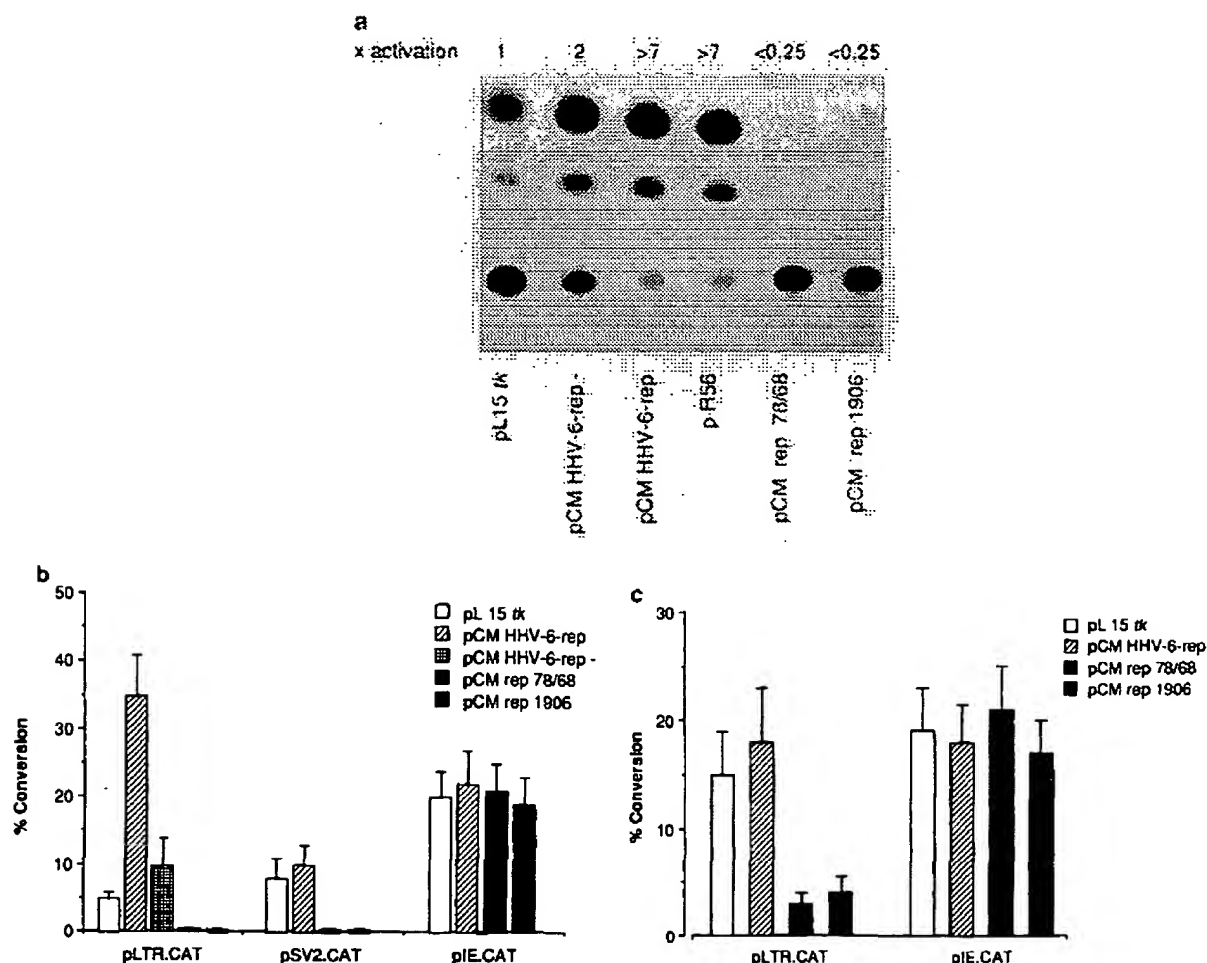 a
x activation 1 2 >7 >7 <0.25 <0.25
pL15 tk
pCM HHV-6-rep -
pCM HHV-6-rep
p R56
pCM rep 78/68
pCM rep 1906
b
50
40
30
20
10
0
% Conversion
pL 15 tk
pCM HHV-6-rep
pCM HHV-6-rep -
pCM rep 78/68
pCM rep 1906
pLTR.CAT pSV2.CAT pIE.CAT
c
30
20
10
0
% Conversion
pL 15 tk
pCM HHV-6-rep
pCM rep 78/68
pCM rep 1906
pLTR.CAT pIE.CAT